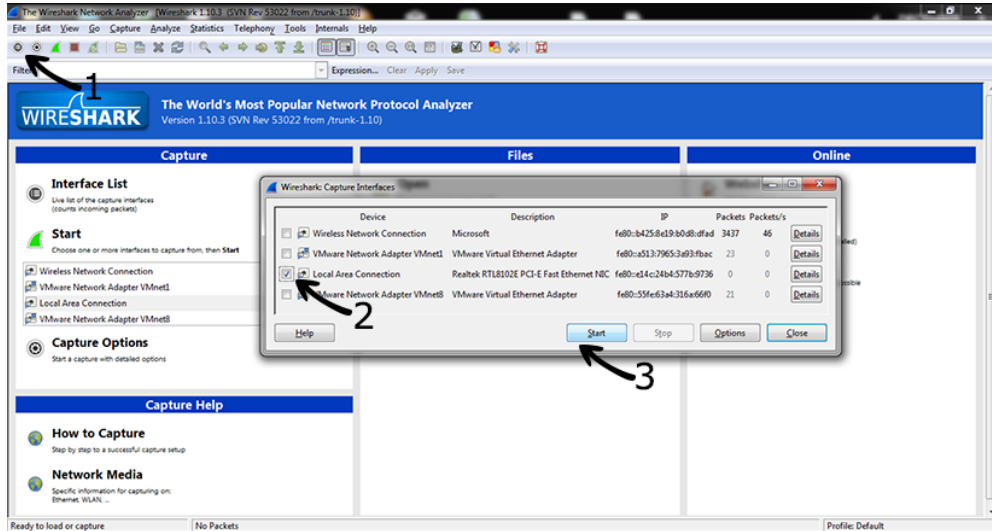 The Wireshark Network Analyzer [Wireshark 1.10.3 (SVN Rev 53022 from /trunk-1.10)]
File Edit View Go Capture Analyze Statistics Telephony Tools Internals Help
1
Filter:
Expression... Clear Apply Save
WIRESHARK
The World's Most Popular Network Protocol Analyzer
Version 1.10.3 (SVN Rev 53022 from /trunk-1.10)
Capture
Interface List
Live list of the capture interfaces
(counts incoming packets)
Start
Choose one or more interfaces to capture from, then Start
Wireless Network Connection
VMware Network Adapter VMnet1
Local Area Connection
VMware Network Adapter VMnet8
Capture Options
Start a capture with detailed options
Capture Help
How to Capture
Step by step to a successful capture setup
Network Media
Specific information for capturing on:
Ethernet, WLAN, ...
Files
Open
Online
Wireshark: Capture Interfaces
Device Description IP Packets Packets/s
Wireless Network Connection Microsoft fe80::b425:8e19:b0d8:dfad 3437 46 Details
VMware Network Adapter VMnet1 VMware Virtual Ethernet Adapter fe80::a513:7965:3a93:fbac 23 0 Details
Local Area Connection Realtek RTL8102E PCI-E Fast Ethernet NIC fe80::e14c:24b4:577b:9736 0 0 Details
VMware Network Adapter VMnet8 VMware Virtual Ethernet Adapter fe80::55fe:63a4:316a:66f0 21 0 Details
2
Help Start Stop Options Close
3
Ready to load or capture No Packets Profile: Default